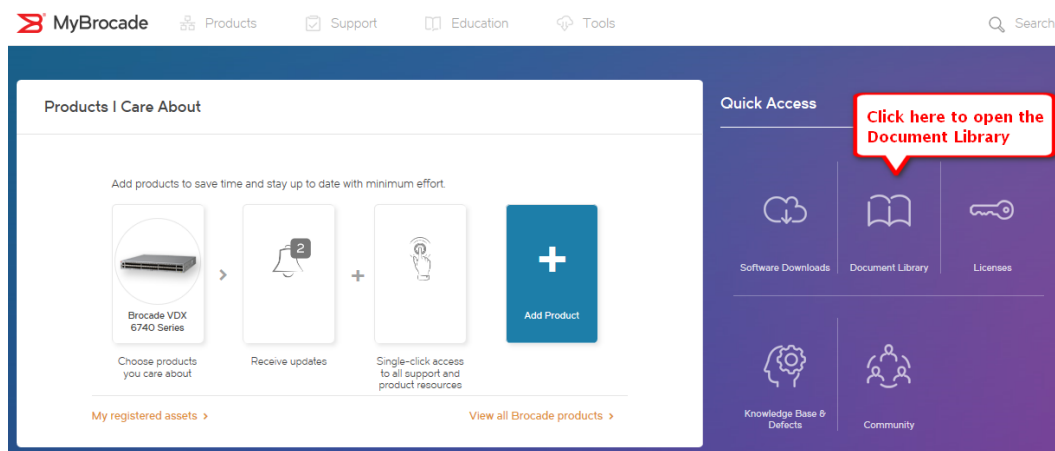 MyBrocade
Products
Support
Education
Tools
Search
Products I Care About
Add products to save time and stay up to date with minimum effort.
Brocade VDX
6740 Series
2
Add Product
Choose products
you care about
Receive updates
Single-click access
to all support and
product resources
My registered assets >
View all Brocade products >
Quick Access
Click here to open the
Document Library
Software Downloads
Document Library
Licenses
Knowledge Base &
Defects
Community